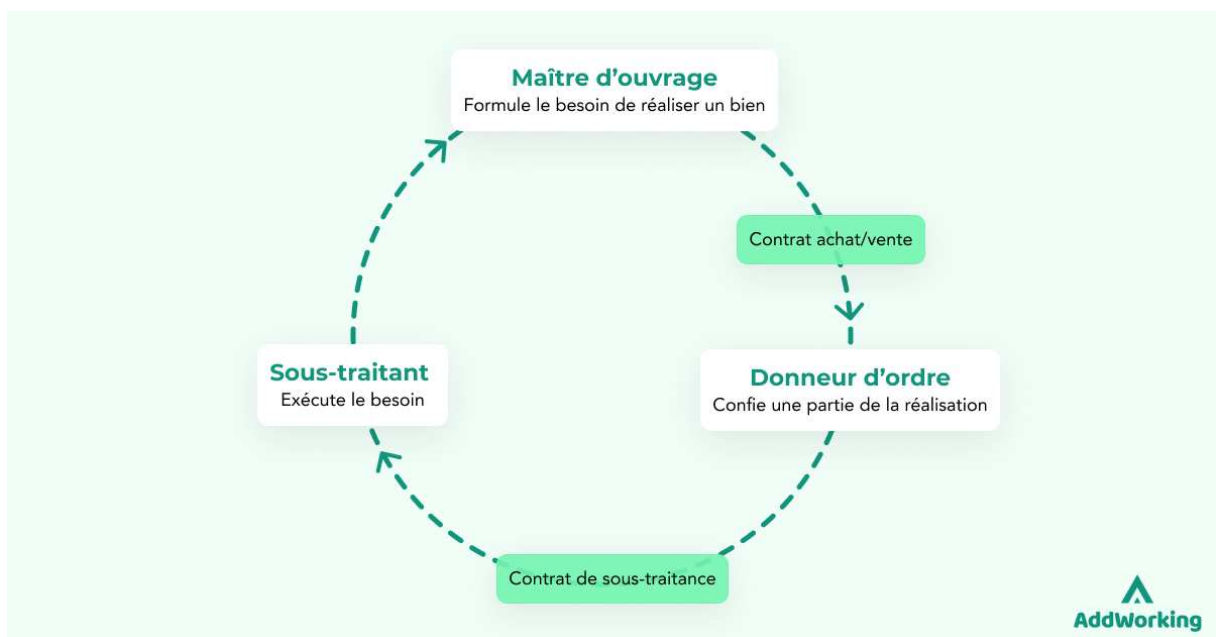 Maître d'ouvrage
Formule le besoin de réaliser un bien
Contrat achat/vente
Sous-traitant
Exécute le besoin
Donneur d'ordre
Confie une partie de la réalisation
Contrat de sous-traitance
AddWorking